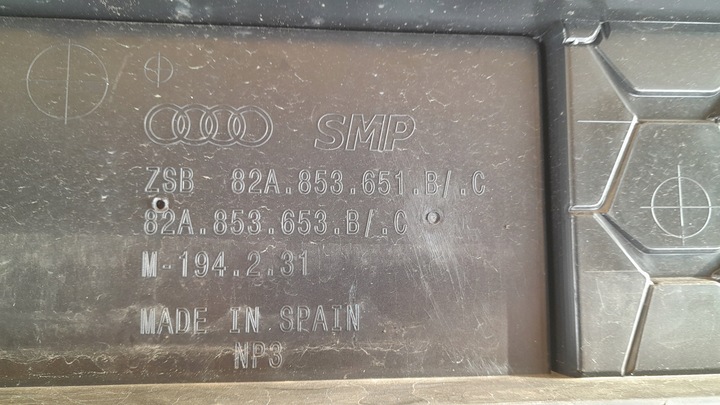 SMP
ZSB 82A.853.651.B/.C
82A.853.653.B/.C
M-194.2.31
MADE IN SPAIN
NP3